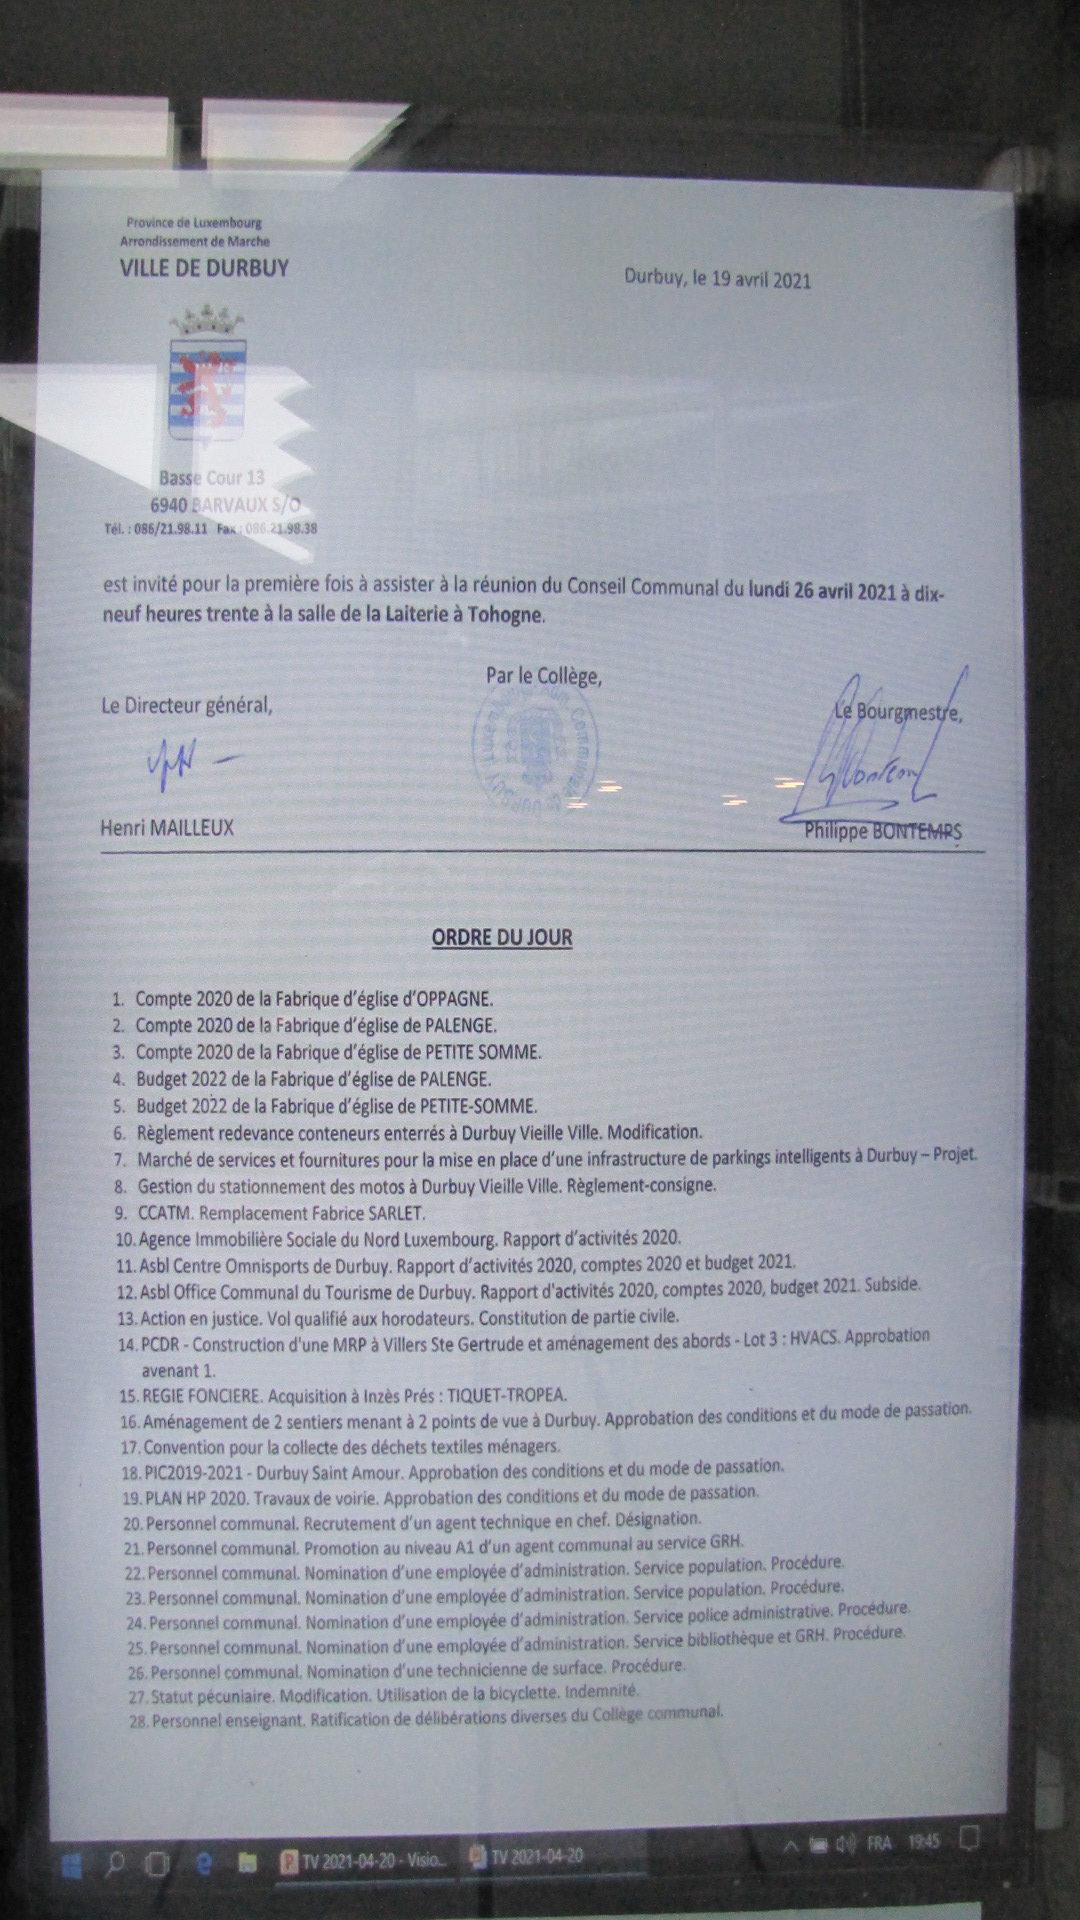 Province de Luxembourg
Arrondissement de Marche
VILLE DE DURBUY
Durbuy, le 19 avril 2021
Basse Cour 13
6940 BARVAUX S/O
Tél. : 086/21.98.11 Fax : 086.21.98.38
est invité pour la première fois à assister à la réunion du Conseil Communal du lundi 26 avril 2021 à dix-
neuf heures trente à la salle de la Laiterie à Tohogne.
Par le Collège,
Le Directeur général,
Le Bourgmestre,
Henri MAILLEUX
Philippe BONTEMPS
ORDRE DU JOUR
1. Compte 2020 de la Fabrique d'église d'OPPAGNE.
2. Compte 2020 de la Fabrique d'église de PALENGE.
3. Compte 2020 de la Fabrique d'église de PETITE SOMME.
4. Budget 2022 de la Fabrique d'église de PALENGE.
5. Budget 2022 de la Fabrique d'église de PETITE-SOMME.
6. Règlement redevance conteneurs enterrés à Durbuy Vieille Ville. Modification.
7. Marché de services et fournitures pour la mise en place d'une infrastructure de parkings intelligents à Durbuy – Projet.
8. Gestion du stationnement des motos à Durbuy Vieille Ville. Règlement-consigne.
9. CCATM. Remplacement Fabrice SARLET.
10. Agence Immobilière Sociale du Nord Luxembourg. Rapport d'activités 2020.
11. Asbl Centre Omnisports de Durbuy. Rapport d'activités 2020, comptes 2020 et budget 2021.
12. Asbl Office Communal du Tourisme de Durbuy. Rapport d'activités 2020, comptes 2020, budget 2021. Subside.
13. Action en justice. Vol qualifié aux horodateurs. Constitution de partie civile.
14. PCDR - Construction d'une MRP à Villers Ste Gertrude et aménagement des abords - Lot 3 : HVACS. Approbation
avenant 1.
15. REGIE FONCIERE. Acquisition à Inzès Prés : TIQUET-TROPEA.
16. Aménagement de 2 sentiers menant à 2 points de vue à Durbuy. Approbation des conditions et du mode de passation.
17. Convention pour la collecte des déchets textiles ménagers.
18. PIC2019-2021 - Durbuy Saint Amour. Approbation des conditions et du mode de passation.
19. PLAN HP 2020. Travaux de voirie. Approbation des conditions et du mode de passation.
20. Personnel communal. Recrutement d'un agent technique en chef. Désignation.
21. Personnel communal. Promotion au niveau A1 d'un agent communal au service GRH.
22. Personnel communal. Nomination d'une employée d'administration. Service population. Procédure.
23. Personnel communal. Nomination d'une employée d'administration. Service population. Procédure.
24. Personnel communal. Nomination d'une employée d'administration. Service police administrative. Procédure.
25. Personnel communal. Nomination d'une employée d'administration. Service bibliothèque et GRH. Procédure.
26. Personnel communal. Nomination d'une technicienne de surface. Procédure.
27. Statut pécuniaire. Modification. Utilisation de la bicyclette. Indemnité.
28. Personnel enseignant. Ratification de délibérations diverses du Collège communal.
TV 2021-04-20 - Visio... TV 2021-04-20 FRA 19:45